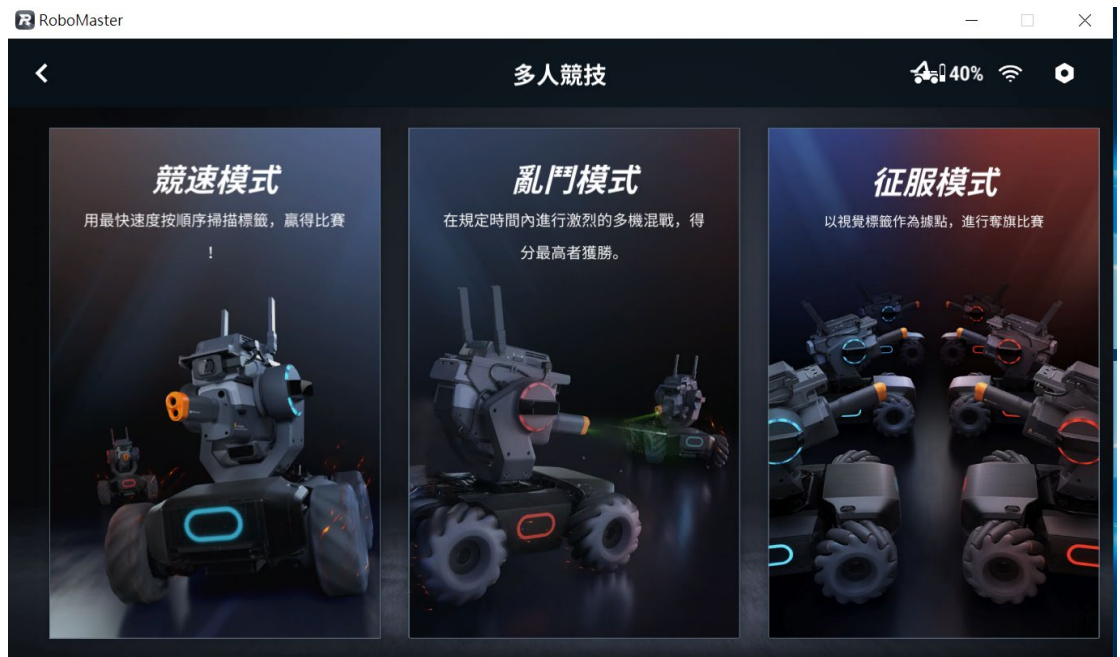 RoboMaster
多人競技
40%
競速模式
用最快速度按順序掃描標籤，贏得比賽
！
亂鬥模式
在規定時間內進行激烈的多機混戰，得
分最高者獲勝。
征服模式
以視覺標籤作為據點，進行奪旗比賽